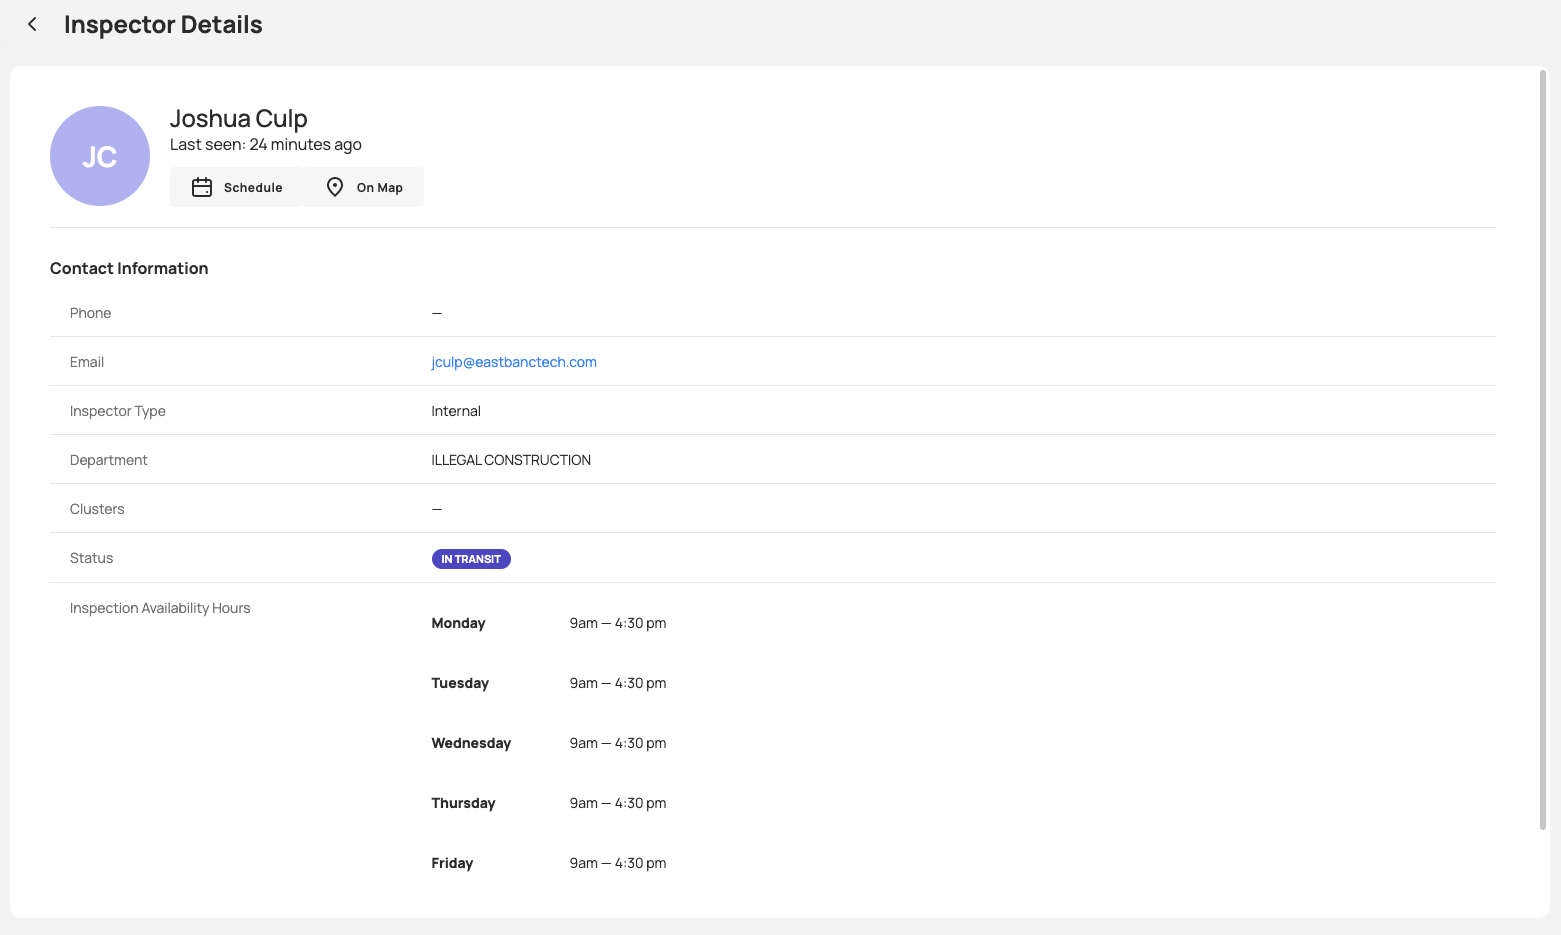 Inspector Details
JC
Joshua Culp
Last seen: 24 minutes ago
Schedule On Map
Contact Information
Phone —
Email jculp@eastbanctech.com
Inspector Type Internal
Department ILLEGAL CONSTRUCTION
Clusters —
Status IN TRANSIT
Inspection Availability Hours
Monday 9am — 4:30 pm
Tuesday 9am — 4:30 pm
Wednesday 9am — 4:30 pm
Thursday 9am — 4:30 pm
Friday 9am — 4:30 pm